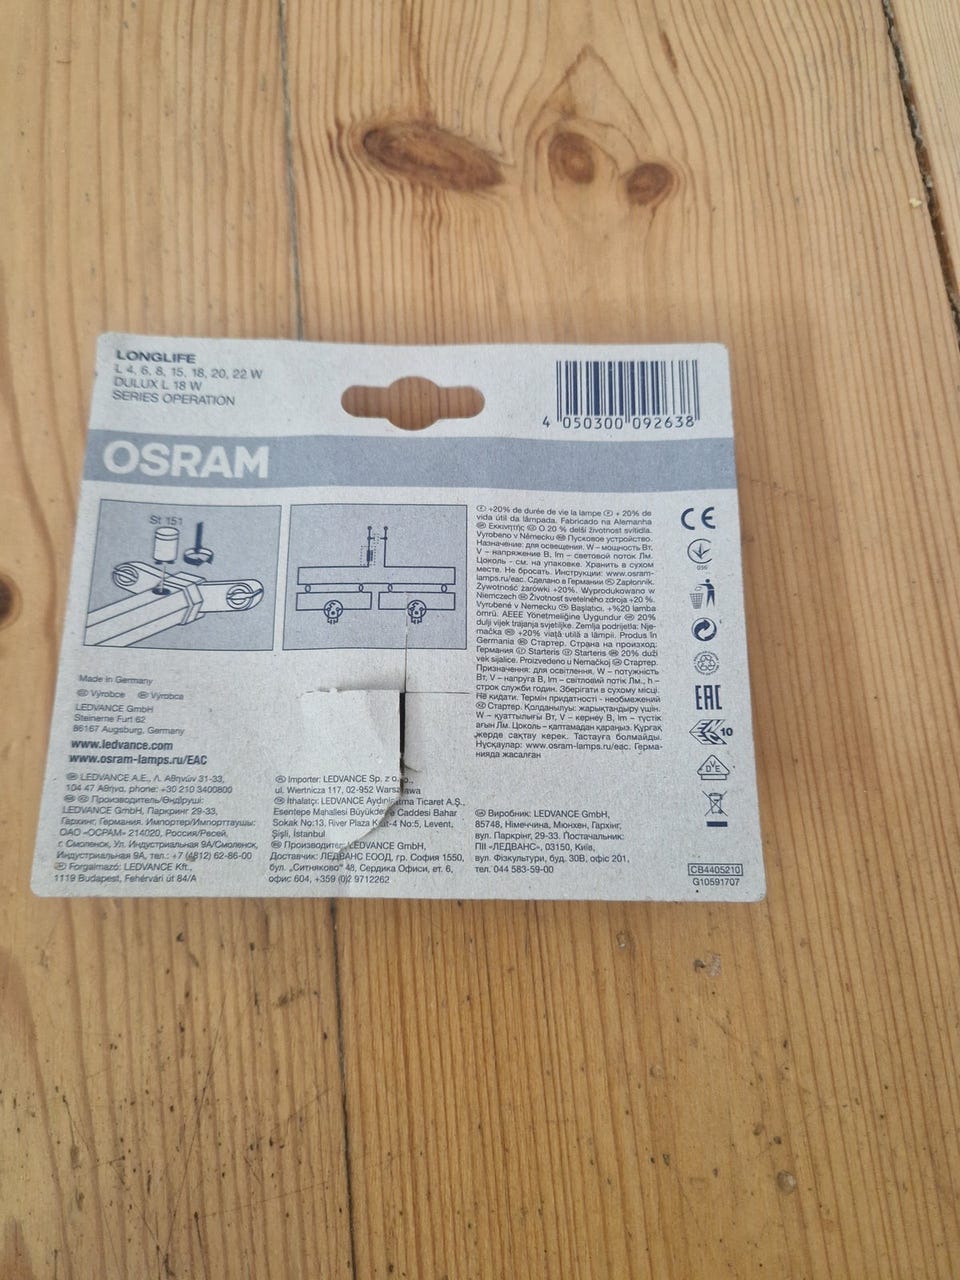 LONGLIFE
L 4, 6, 8, 15, 18, 20, 22 W
DULUX L 18 W
SERIES OPERATION
4 050300 092638
OSRAM
St 151
+20% de durée de vie la lampe + 20% de
vida útil da lâmpada. Fabricado na Alemanha
Εκκινητής O 20 % delší životnost svítidla.
Vyrobeno v Německu Пусковое устройство.
Назначение: для освещения. W – мощность Вт,
V – напряжение В, lm – световой поток Лм.
Цоколь - см. на упаковке. Хранить в сухом
месте. Не бросать. Инструкции: www.osram-
lamps.ru/eac. Сделано в Германии Zapłonnik.
Żywotność żarówki +20%. Wyprodukowano w
Niemczech Životnosť svetelného zdroja +20 %.
Vyrobené v Nemecku Başlatıcı. +%20 lamba
ömrü. AEEE Yönetmeliğine Uygundur 20%
dulji vijek trajanja svjetiljke. Zemlja podrijetla: Nje-
mačka +20% viață utilă a lămpii. Produs în
Germania Стартер. Страна на произход:
Германия Starteris Starteris 20% duži
vek sijalice. Proizvedeno u Nemačkoj Стартер.
Призначення: для освітлення. W – потужність
Вт, V – напруга В, lm – світловий потік Лм., h –
строк служби годин. Зберігати в сухому місці.
Не кидати. Термін придатності - необмежений
Стартер. Қолданылуы: жарықтандыру үшін.
W – қуаттылығы Вт, V – кернеу В, lm – түстік
ағын Лм. Цоколь – қаптамадан қараңыз. Құрғақ
жерде сақтау керек. Тастауға болмайды.
Нұсқаулар: www.osram-lamps.ru/eac. Герма-
нияда жасалған
CE
096
EAC
10
VDE
Made in Germany
Výrobce Výrobca
LEDVANCE GmbH
Steinerne Furt 62
86167 Augsburg, Germany
www.ledvance.com
www.osram-lamps.ru/EAC
LEDVANCE A.E., Λ. Αθηνών 31-33,
104 47 Αθήνα, phone: +30 210 3400800
Производитель/Өндіруші:
LEDVANCE GmbH, Паркринг 29-33,
Гархинг, Германия. Импортер/Импорттаушы:
ОАО «ОСРАМ» 214020, Россия/Ресей,
г. Смоленск, Ул. Индустриальная 9А/Смоленск,
Индустриальная 9А, тел.: +7 (4812) 62-86-00
Forgalmazó: LEDVANCE Kft.,
1119 Budapest, Fehérvári út 84/A
Importer: LEDVANCE Sp. z o.o.,
ul. Wiertnicza 117, 02-952 Warszawa
İthalatçı: LEDVANCE Aydınlatma Ticaret A.Ş.,
Esentepe Mahallesi Büyükdere Caddesi Bahar
Sokak No:13, River Plaza Kat-4 No:5, Levent,
Şişli, İstanbul
Производител: LEDVANCE GmbH,
Доставчик: ЛЕДВАНС ЕООД, гр. София 1550,
бул. „Ситняково" 48, Сердика Офиси, ет. 6,
офис 604, +359 (0)2 9712262
Виробник: LEDVANCE GmbH,
85748, Німеччина, Мюнхен, Гархінг,
вул. Паркрінг, 29-33. Постачальник:
ПІІ «ЛЕДВАНС», 03150, Київ,
вул. Фізкультури, буд. 30В, офіс 201,
тел. 044 583-59-00
CB4405210
G10591707